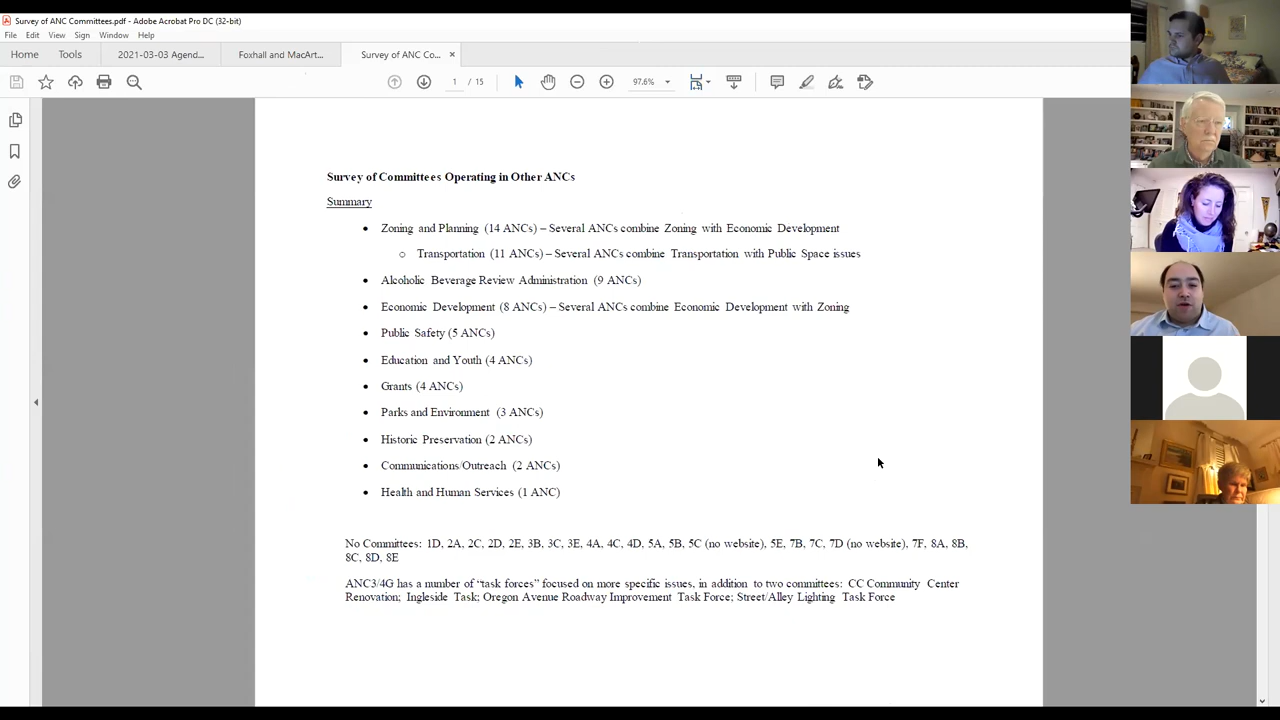 Survey of ANC Committees.pdf - Adobe Acrobat Pro DC (32-bit)
File Edit View Window Help
Home Tools 2021-03-03 Agend... Foxhall and MacArt... Survey of ANC Co... ×
1 / 15 97.6%
Survey of Committees Operating in Other ANCs
Summary
• Zoning and Planning (14 ANCs) – Several ANCs combine Zoning with Economic Development
o Transportation (11 ANCs) – Several ANCs combine Transportation with Public Space issues
• Alcoholic Beverage Review Administration (9 ANCs)
• Economic Development (8 ANCs) – Several ANCs combine Economic Development with Zoning
• Public Safety (5 ANCs)
• Education and Youth (4 ANCs)
• Grants (4 ANCs)
• Parks and Environment (3 ANCs)
• Historic Preservation (2 ANCs)
• Communications/Outreach (2 ANCs)
• Health and Human Services (1 ANC)
No Committees: 1D, 2A, 2C, 2D, 2E, 3B, 3C, 3E, 4A, 4C, 4D, 5A, 5B, 5C (no website), 5E, 7B, 7C, 7D (no website), 7F, 8A, 8B,
8C, 8D, 8E
ANC3/4G has a number of “task forces” focused on more specific issues, in addition to two committees: CC Community Center
Renovation; Ingleside Task; Oregon Avenue Roadway Improvement Task Force; Street/Alley Lighting Task Force